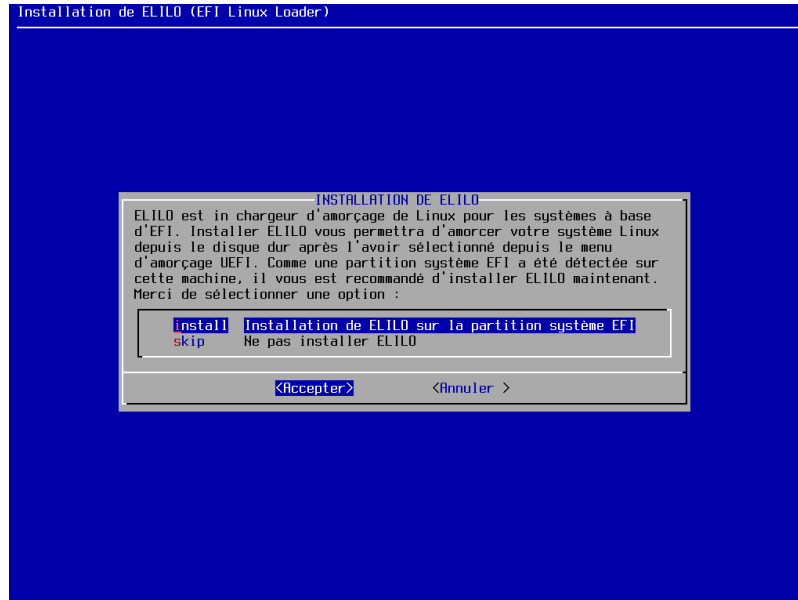 Installation de ELILO (EFI Linux Loader)
INSTALLATION DE ELILO
ELILO est in chargeur d'amorçage de Linux pour les systèmes à base
d'EFI. Installer ELILO vous permettra d'amorcer votre système Linux
depuis le disque dur après l'avoir sélectionné depuis le menu
d'amorçage UEFI. Comme une partition système EFI a été détectée sur
cette machine, il vous est recommandé d'installer ELILO maintenant.
Merci de sélectionner une option :
install Installation de ELILO sur la partition système EFI
skip Ne pas installer ELILO
<Accepter> <Annuler >